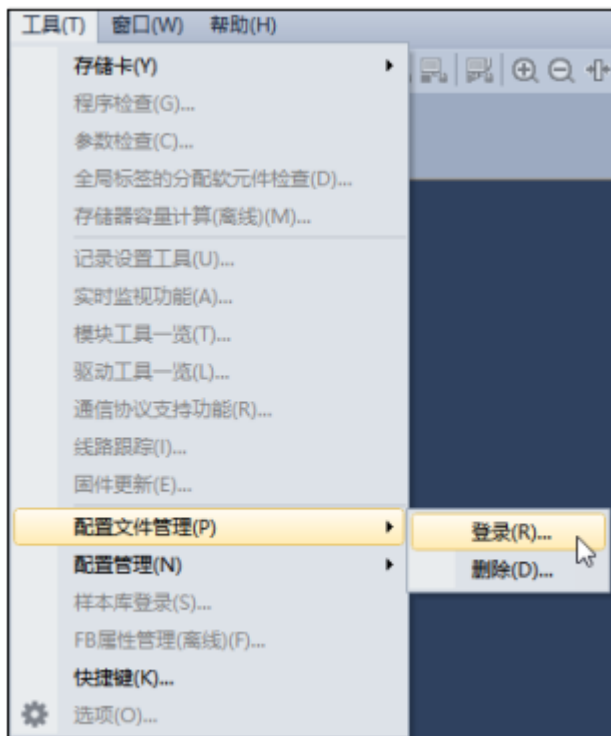 工具(T) 窗口(W) 帮助(H)
存储卡(Y)
程序检查(G)...
参数检查(C)...
全局标签的分配软元件检查(D)...
存储器容量计算(离线)(M)...
记录设置工具(U)...
实时监视功能(A)...
模块工具一览(T)...
驱动工具一览(L)...
通信协议支持功能(R)...
线路跟踪(I)...
固件更新(E)...
配置文件管理(P)
登录(R)...
配置管理(N)
删除(D)...
样本库登录(S)...
FB属性管理(离线)(F)...
快捷键(K)...
选项(O)...